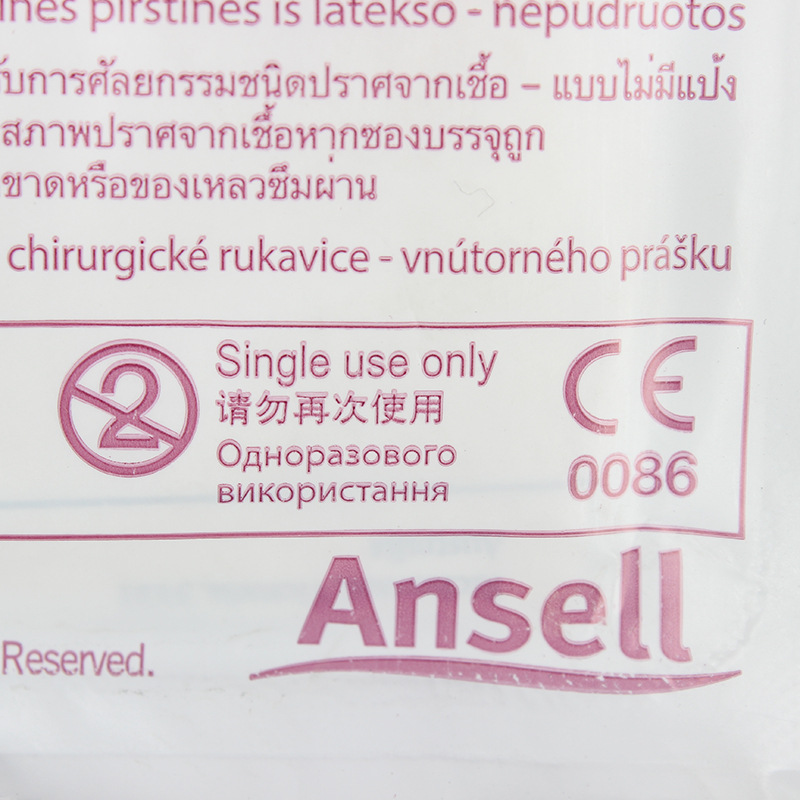 pirštinės iš latekso - nepudruotos
บการศัลยกรรมชนิดปราศจากเชื้อ – แบบไม่มีแป้ง
สภาพปราศจากเชื้อหากซองบรรจุถูก
ขาดหรือของเหลวซึมผ่าน
chirurgické rukavice - vnútorného prášku
2
Single use only
请勿再次使用
Одноразового
використання
CE
0086
Ansell
Reserved.